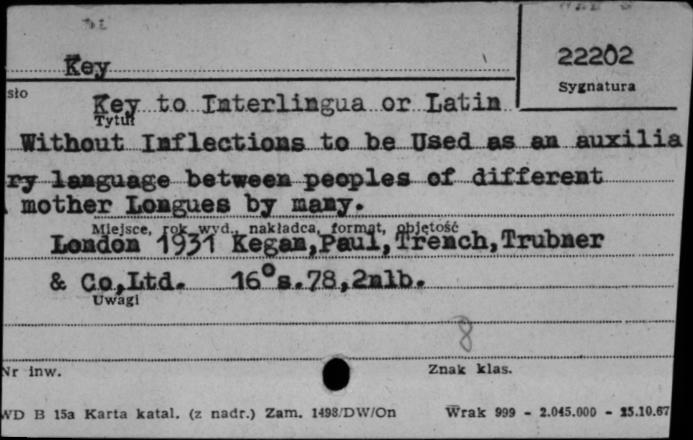 Key
22202
sło
Sygnatura
Key to Interlingua or Latin
Tytuł
Without Inflections to be Used as an auxilia
ry language between peoples of different
mother Longues by many.
Miejsce, rok wyd., nakładca, format, objętość
London 1931 Kegan,Paul,Trench,Trubner
& Co.,Ltd. 16°s.78,2nlb.
Uwagi
8
Nr inw.
Znak klas.
WD B 15a Karta katal. (z nadr.) Zam. 1498/DW/On Wrak 999 - 2.045.000 - 25.10.67